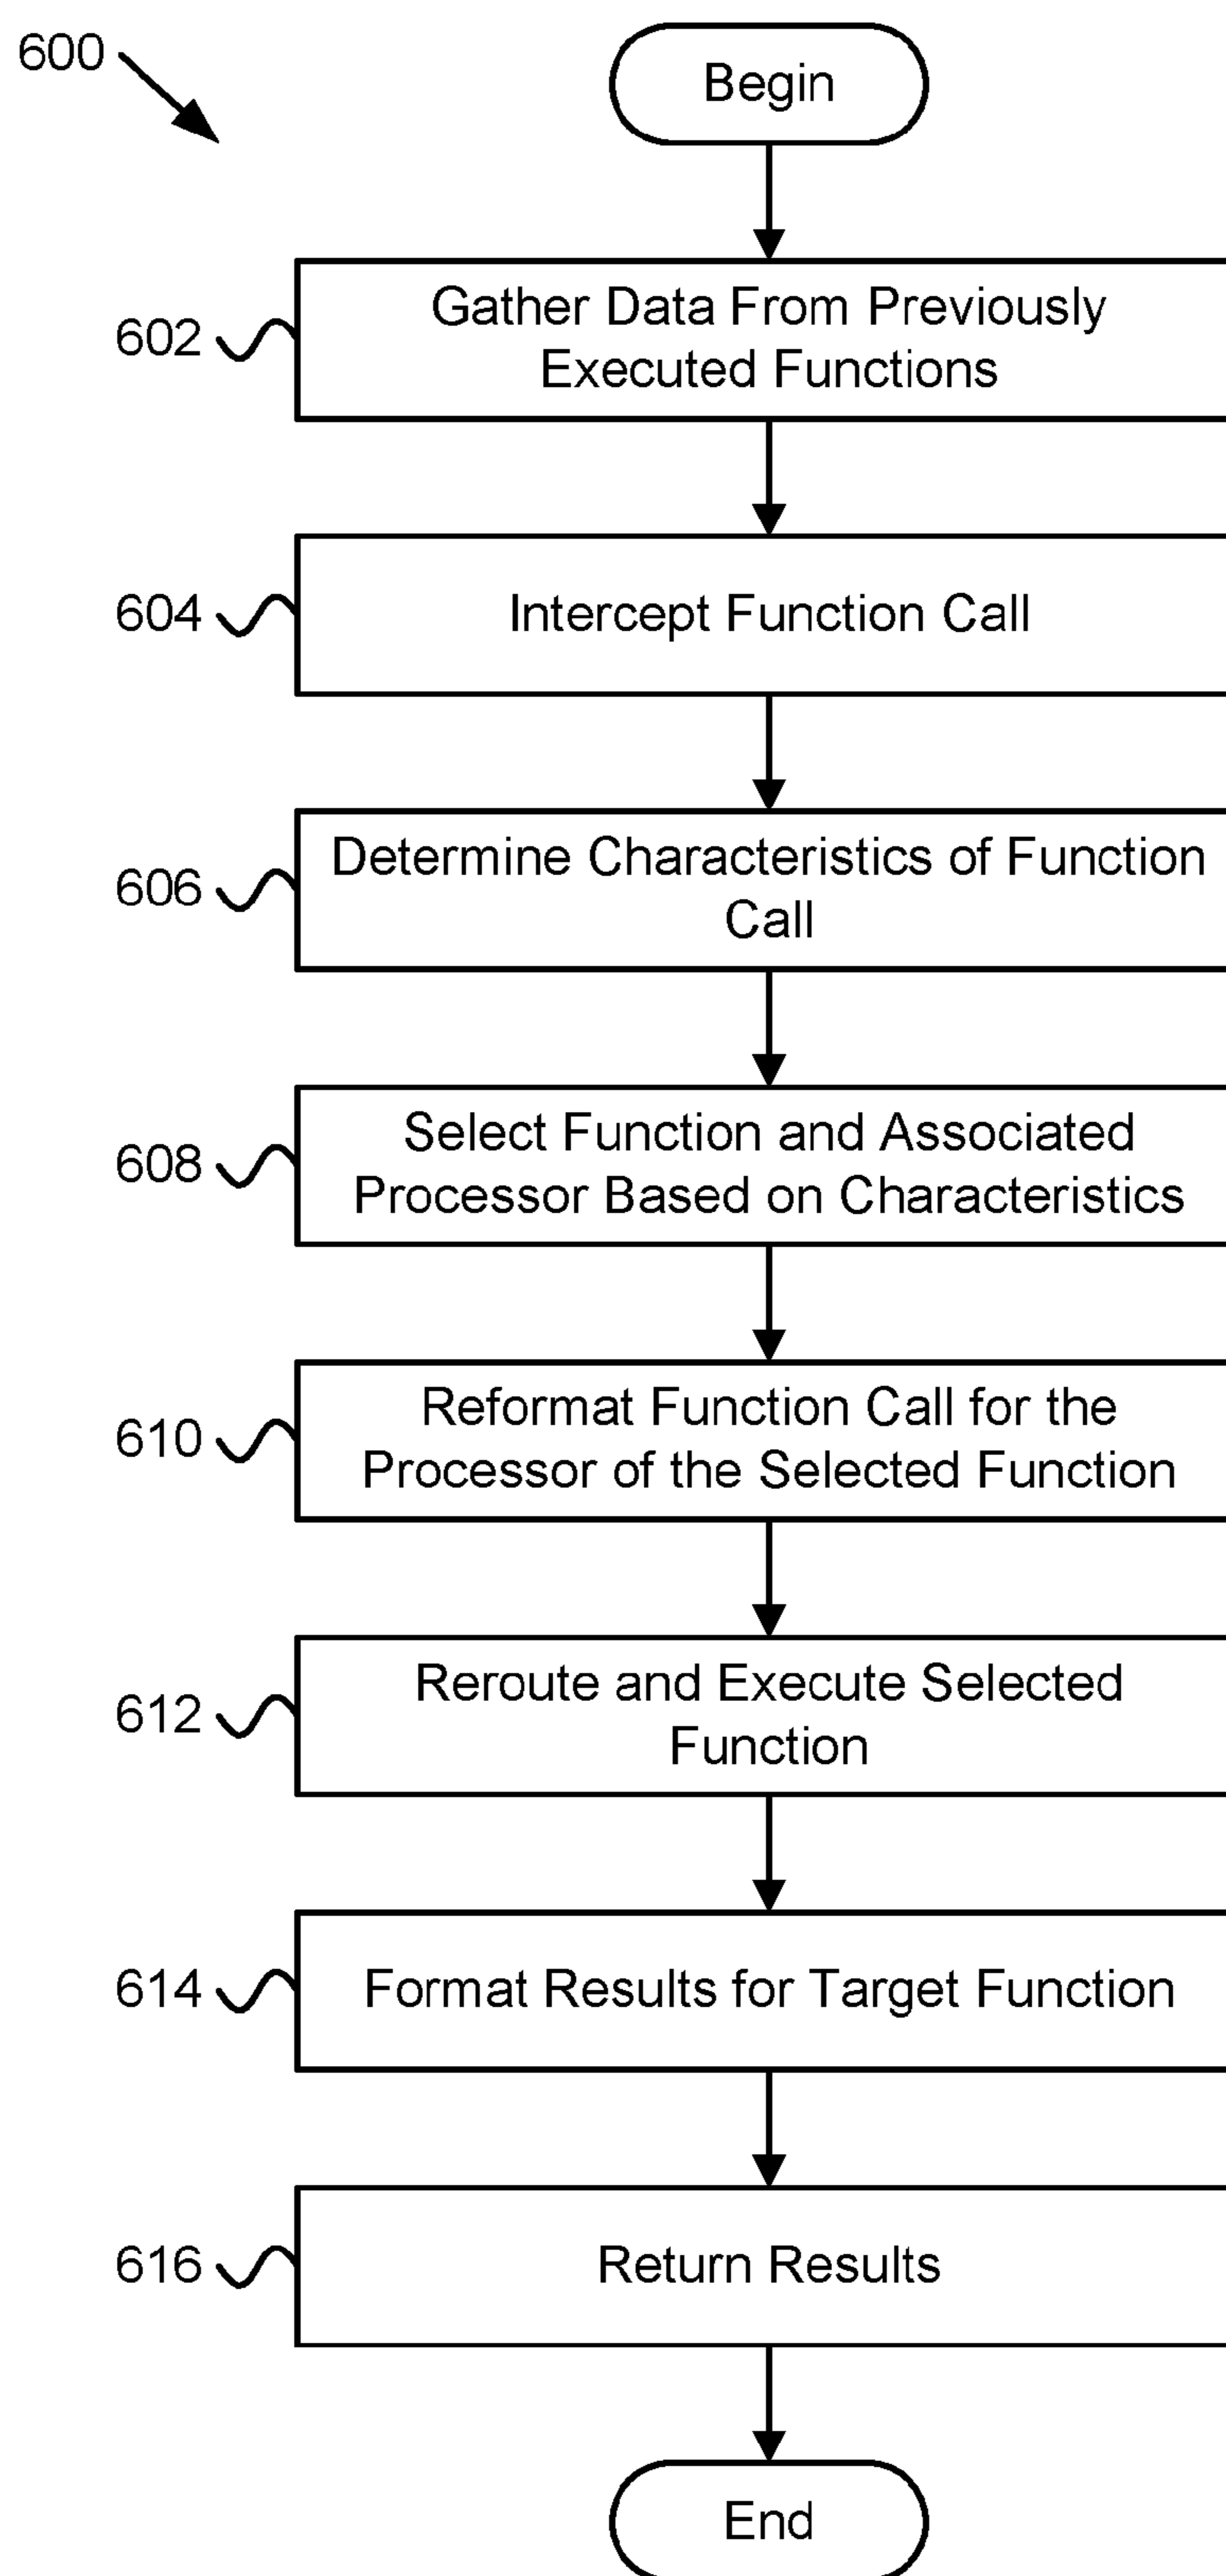 600
Begin
602
Gather Data From Previously
Executed Functions
604
Intercept Function Call
606
Determine Characteristics of Function
Call
608
Select Function and Associated
Processor Based on Characteristics
610
Reformat Function Call for the
Processor of the Selected Function
612
Reroute and Execute Selected
Function
614
Format Results for Target Function
616
Return Results
End